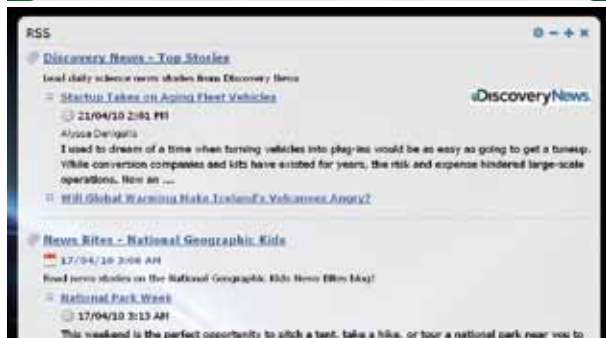 RSS
Discovery News - Top Stories
Lead daily science news stories from Discovery News
Startup Takes on Aging Fleet Vehicles
DiscoveryNews
21/04/10 2:01 PM
Alyssa Danigelis
I used to dream of a time when turning vehicles into plug-ins would be as easy as going to get a tuneup.
While conversion companies and kits have existed for years, the risk and expense hindered large-scale
operations. Now an ....
Will Global Warming Make Iceland's Volcanoes Angry?
News Bites - National Geographic Kids
17/04/10 3:06 AM
Read news stories on the National Geographic Kids News Bites blog!
National Park Week
17/04/10 3:13 AM
This weekend is the perfect opportunity to pitch a tent, take a hike, or tour a national park near you to